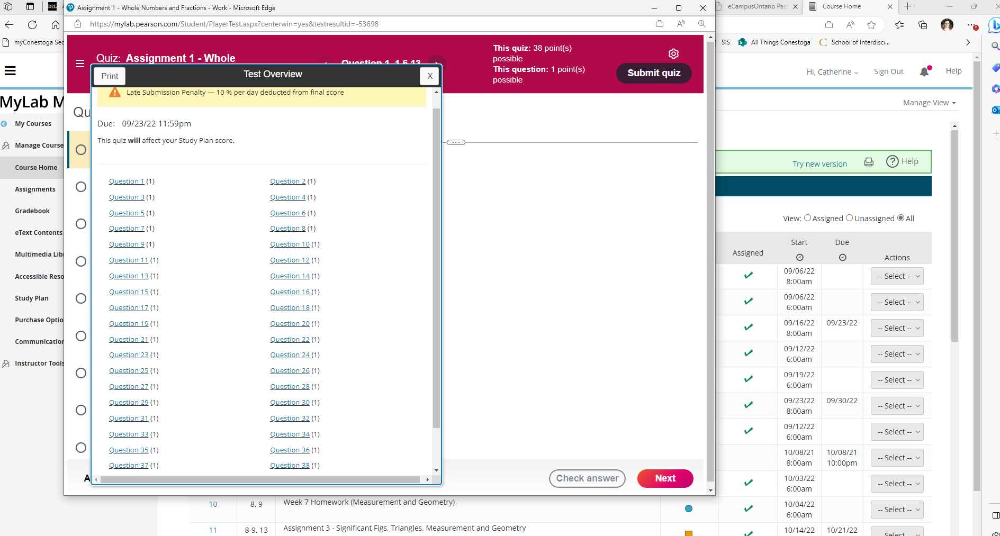 Assignment 1 - Whole Numbers and Fractions - Work - Microsoft Edge
https://mylab.pearson.com/Student/PlayerTest.aspx?centerwin=yes&testresultid=-53698
eCampusOntario Pas
Course Home
D2L
myConestoga Sec
SIS
All Things Conestoga
School of Interdisci...
Quiz: Assignment 1 - Whole
Question 1, 1.6.13
This quiz: 38 point(s)
possible
This question: 1 point(s)
possible
Submit quiz
Hi, Catherine
Sign Out
Help
Manage View
MyLab M
My Courses
Manage Course
Course Home
Assignments
Gradebook
eText Contents
Multimedia Libr
Accessible Reso
Study Plan
Purchase Optio
Communication
Instructor Tools
Qu
Print
Test Overview
X
Late Submission Penalty — 10 % per day deducted from final score
Due: 09/23/22 11:59pm
This quiz will affect your Study Plan score.
Question 1 (1)
Question 2 (1)
Question 3 (1)
Question 4 (1)
Question 5 (1)
Question 6 (1)
Question 7 (1)
Question 8 (1)
Question 9 (1)
Question 10 (1)
Question 11 (1)
Question 12 (1)
Question 13 (1)
Question 14 (1)
Question 15 (1)
Question 16 (1)
Question 17 (1)
Question 18 (1)
Question 19 (1)
Question 20 (1)
Question 21 (1)
Question 22 (1)
Question 23 (1)
Question 24 (1)
Question 25 (1)
Question 26 (1)
Question 27 (1)
Question 28 (1)
Question 29 (1)
Question 30 (1)
Question 31 (1)
Question 32 (1)
Question 33 (1)
Question 34 (1)
Question 35 (1)
Question 36 (1)
Question 37 (1)
Question 38 (1)
A
Check answer
Next
Try new version
Help
View: Assigned Unassigned All
Assigned
Start
Due
Actions
09/06/22
8:00am
-- Select --
09/06/22
6:00am
-- Select --
09/16/22
8:00am
09/23/22
-- Select --
09/12/22
6:00am
-- Select --
09/19/22
6:00am
-- Select --
09/23/22
8:00am
09/30/22
-- Select --
09/12/22
6:00am
-- Select --
10/08/21
8:00am
10/08/21
10:00pm
-- Select --
10/03/22
6:00am
-- Select --
10 8, 9 Week 7 Homework (Measurement and Geometry)
10/04/22
6:00am
-- Select --
11 8-9, 13 Assignment 3 - Significant Figs, Triangles, Measurement and Geometry
10/14/22 10/21/22
-- Select --